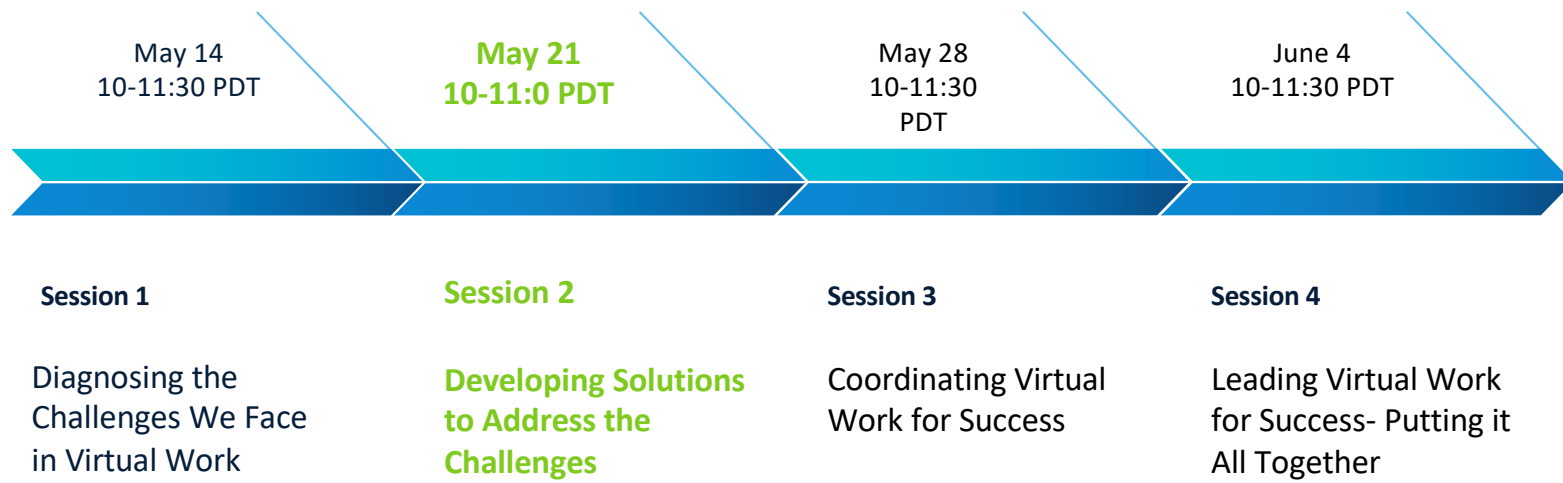 May 14
10-11:30 PDT
May 21
10-11:0 PDT
May 28
10-11:30
PDT
June 4
10-11:30 PDT
Session 1
Diagnosing the
Challenges We Face
in Virtual Work
Session 2
Developing Solutions
to Address the
Challenges
Session 3
Coordinating Virtual
Work for Success
Session 4
Leading Virtual Work
for Success- Putting it
All Together